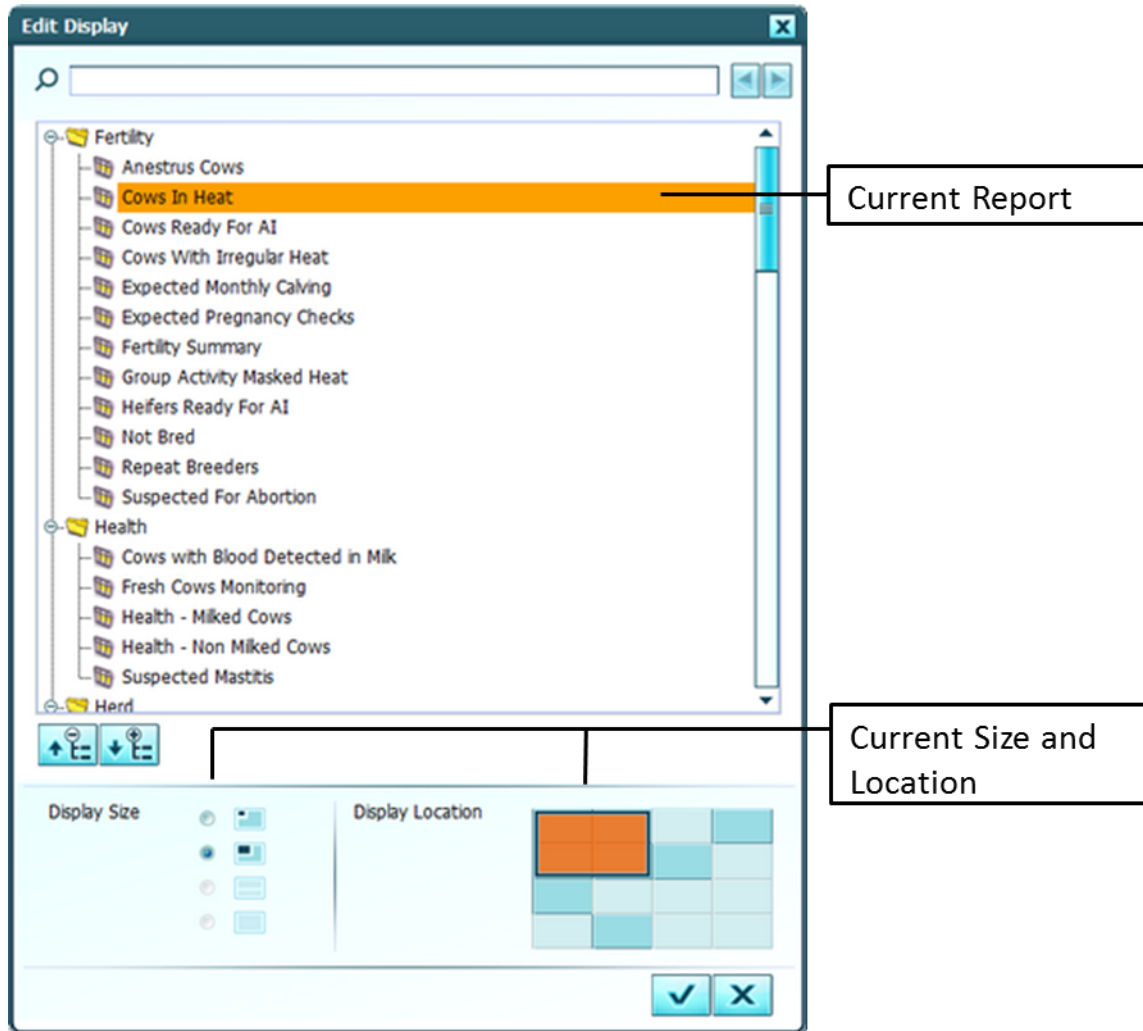 Edit Display
Fertility
Anestrus Cows
Cows In Heat
Current Report
Cows Ready For AI
Cows With Irregular Heat
Expected Monthly Calving
Expected Pregnancy Checks
Fertility Summary
Group Activity Masked Heat
Heifers Ready For AI
Not Bred
Repeat Breeders
Suspected For Abortion
Health
Cows with Blood Detected in Milk
Fresh Cows Monitoring
Health - Milked Cows
Health - Non Milked Cows
Suspected Mastitis
Herd
Current Size and
Location
Display Size
Display Location